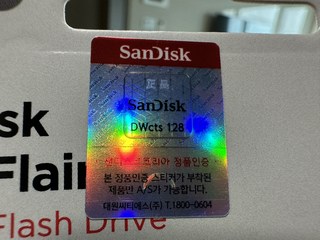 SanDisk
正品
SanDisk
DWcts 128
샌디스크코리아 정품인증
본 정품인증 스티커가 부착된
제품만 A/S가 가능합니다.
대원씨티에스(주) T.1800-0604
sk
Flair
Flash Drive